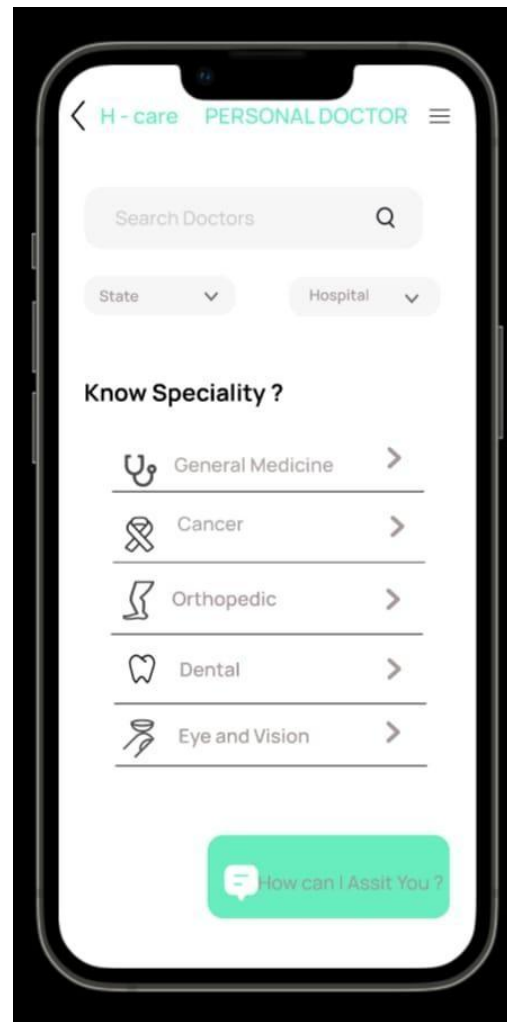 H - care PERSONAL DOCTOR
Search Doctors
State Hospital
Know Speciality ?
General Medicine
Cancer
Orthopedic
Dental
Eye and Vision
How can I Assit You ?